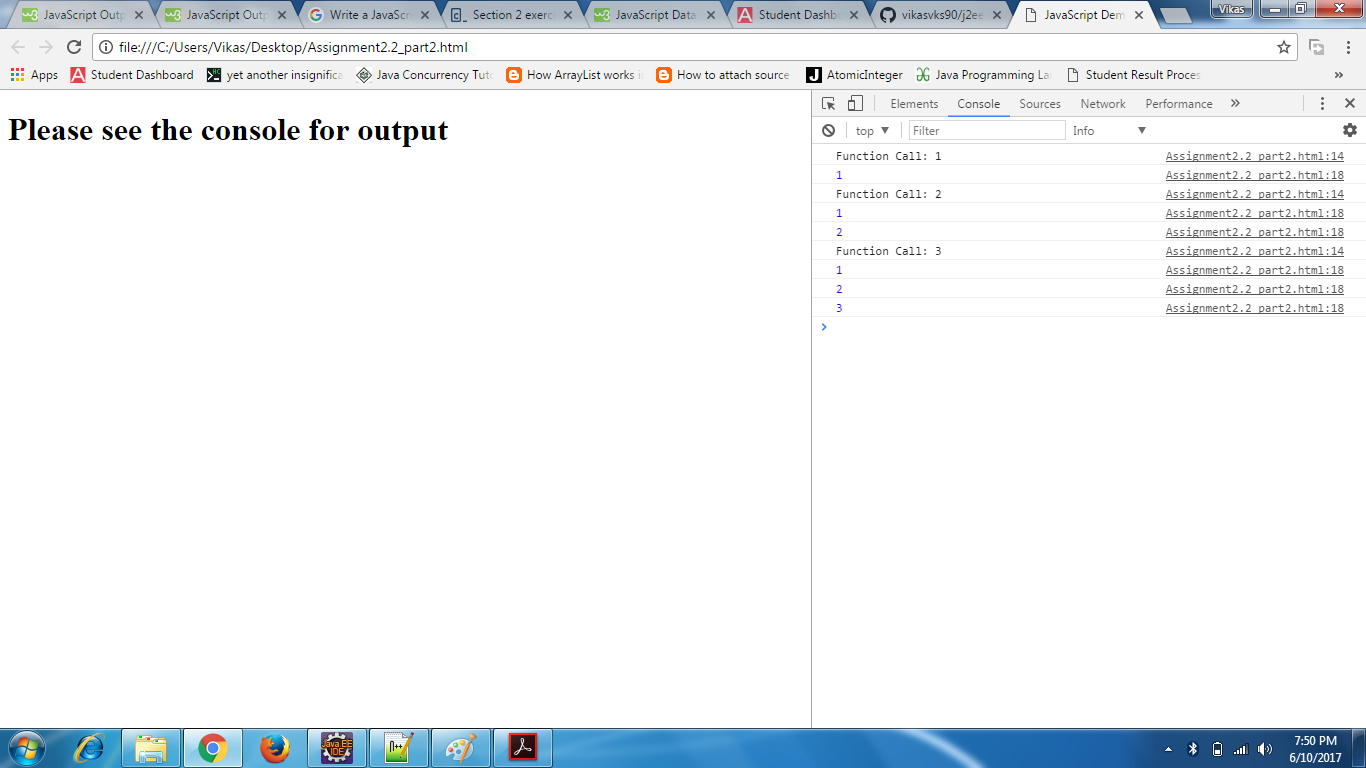 JavaScript Outp
JavaScript Outp
Write a JavaScri
Section 2 exerc
JavaScript Data
Student Dashb
vikasvks90/j2ee
JavaScript Dem
Vikas
file:///C:/Users/Vikas/Desktop/Assignment2.2_part2.html
Apps
Student Dashboard
yet another insignifica
Java Concurrency Tuto
How ArrayList works i
How to attach source
AtomicInteger
Java Programming La
Student Result Proces
»
Please see the console for output
Elements
Console
Sources
Network
Performance
»
top
Filter
Info
Function Call: 1
Assignment2.2 part2.html:14
1
Assignment2.2 part2.html:18
Function Call: 2
Assignment2.2 part2.html:14
1
Assignment2.2 part2.html:18
2
Assignment2.2 part2.html:18
Function Call: 3
Assignment2.2 part2.html:14
1
Assignment2.2 part2.html:18
2
Assignment2.2 part2.html:18
3
Assignment2.2 part2.html:18
>
Java EE
IDE
7:50 PM
6/10/2017